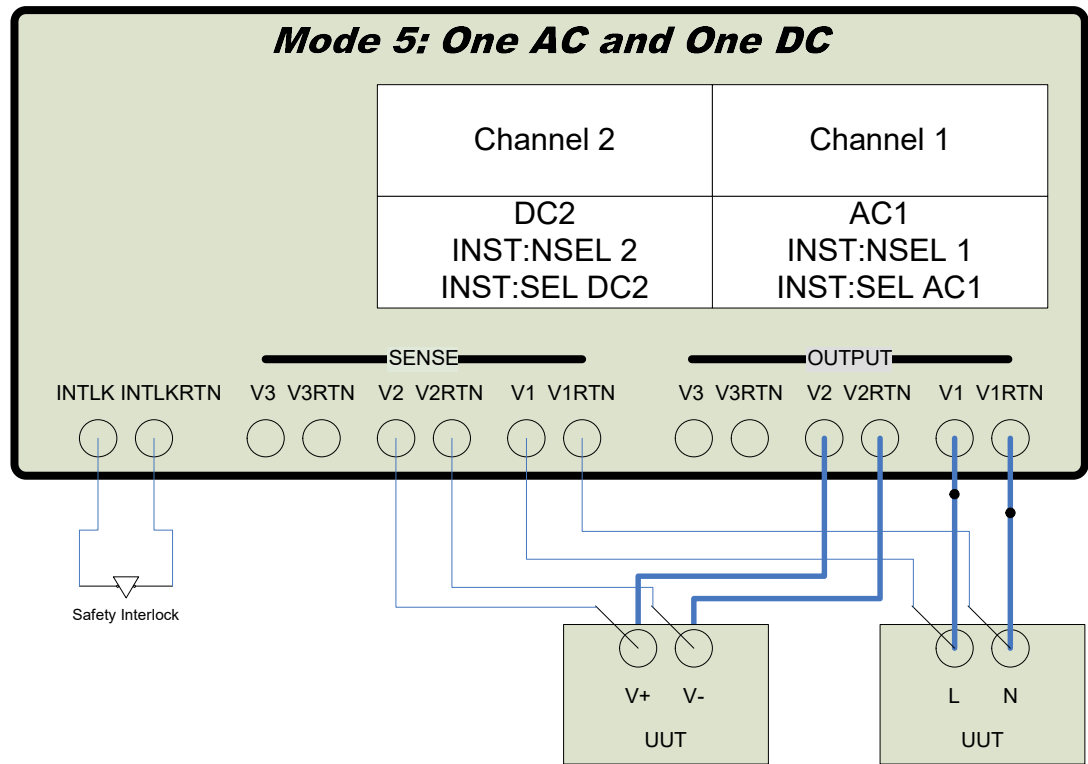 Mode 5: One AC and One DC
Channel 2
Channel 1
DC2
INST:NSEL 2
INST:SEL DC2
AC1
INST:NSEL 1
INST:SEL AC1
SENSE
OUTPUT
INTLK INTLKRTN V3 V3RTN V2 V2RTN V1 V1RTN V3 V3RTN V2 V2RTN V1 V1RTN
Safety Interlock
V+ V-
UUT
L N
UUT